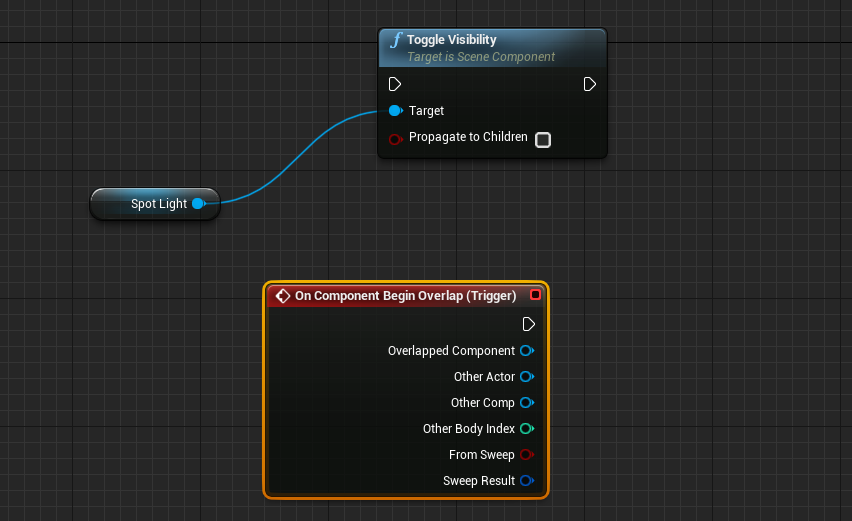 f Toggle Visibility
Target is Scene Component
Target
Propagate to Children
Spot Light
On Component Begin Overlap (Trigger)
Overlapped Component
Other Actor
Other Comp
Other Body Index
From Sweep
Sweep Result